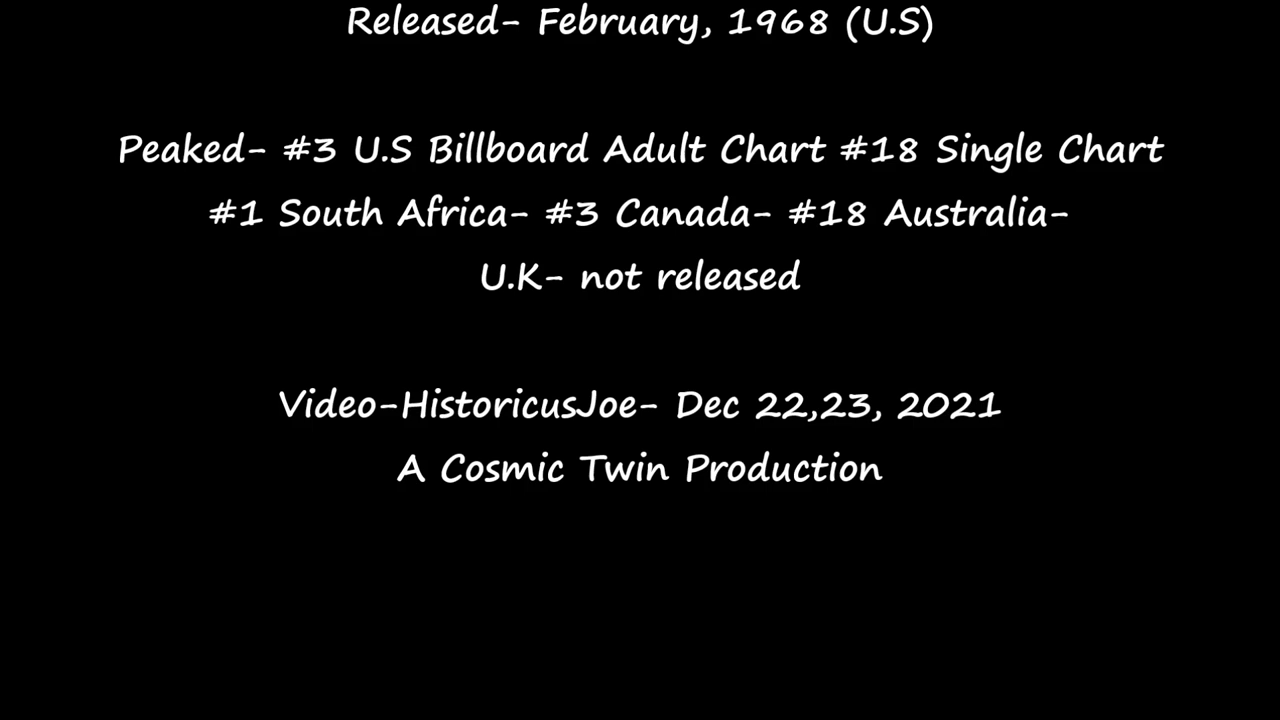 Released- February, 1968 (U.S)
Peaked- #3 U.S Billboard Adult Chart #18 Single Chart
#1 South Africa- #3 Canada- #18 Australia-
U.K- not released
Video-HistoricusJoe- Dec 22,23, 2021
A Cosmic Twin Production